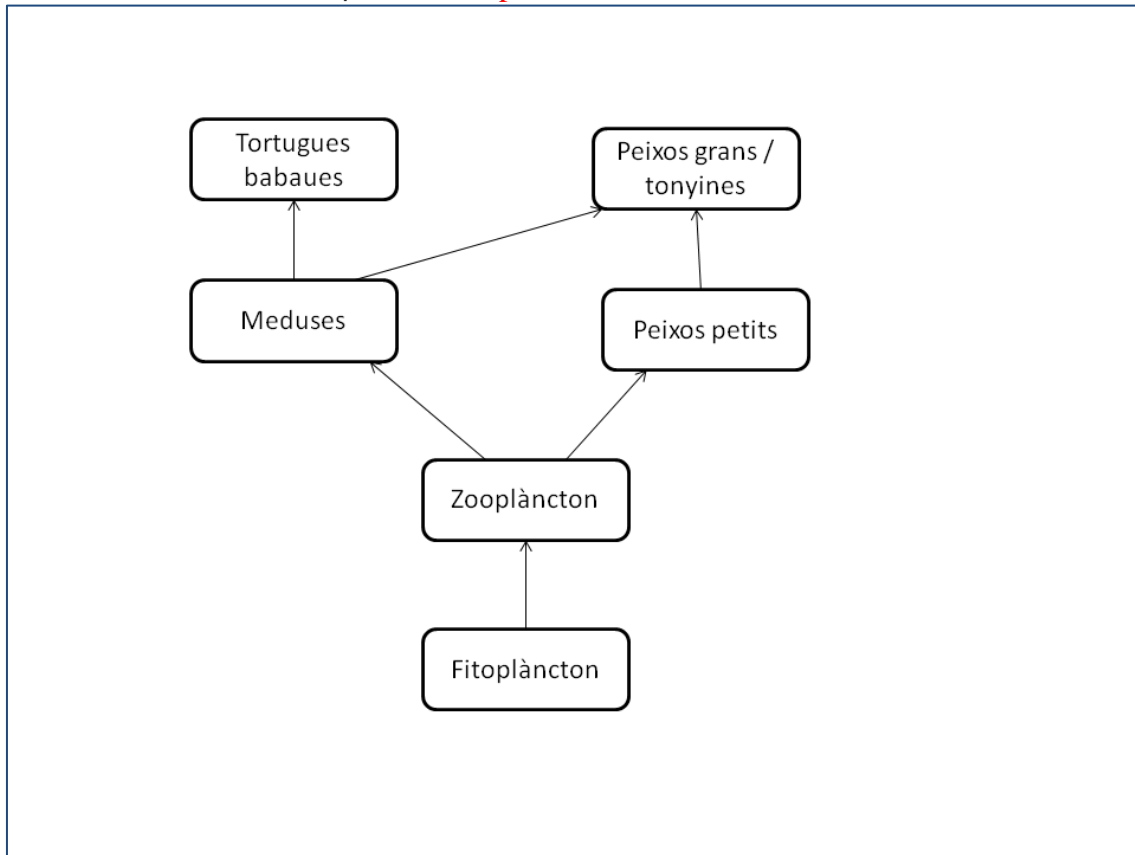 Tortugues
babaues
Peixos grans /
tonyines
Meduses
Peixos petits
Zooplàncton
Fitoplàncton